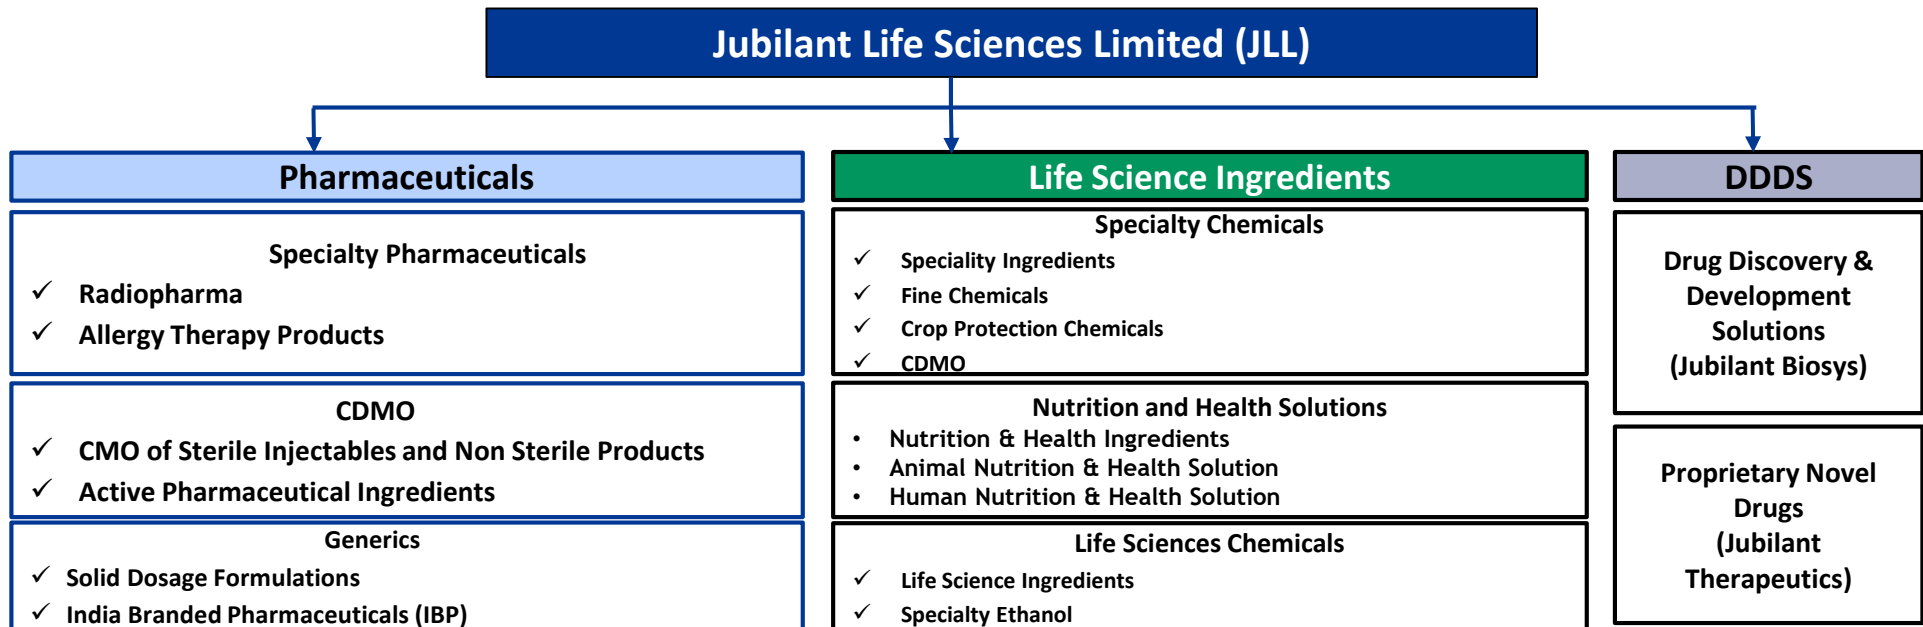 Jubilant Life Sciences Limited (JLL)
Pharmaceuticals
Specialty Pharmaceuticals
✓ Radiopharma
✓ Allergy Therapy Products
CDMO
✓ CMO of Sterile Injectables and Non Sterile Products
✓ Active Pharmaceutical Ingredients
Generics
✓ Solid Dosage Formulations
✓ India Branded Pharmaceuticals (IBP)
Life Science Ingredients
Specialty Chemicals
✓ Speciality Ingredients
✓ Fine Chemicals
✓ Crop Protection Chemicals
✓ CDMO
Nutrition and Health Solutions
• Nutrition & Health Ingredients
• Animal Nutrition & Health Solution
• Human Nutrition & Health Solution
Life Sciences Chemicals
✓ Life Science Ingredients
✓ Specialty Ethanol
DDDS
Drug Discovery &
Development
Solutions
(Jubilant Biosys)
Proprietary Novel
Drugs
(Jubilant
Therapeutics)